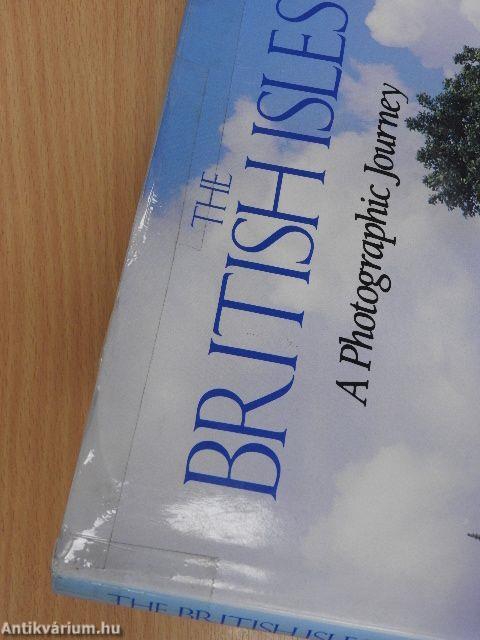 THE
BRITISH ISLES
A Photographic Journey
THE BRITISH ISLES
Antikvárium.hu